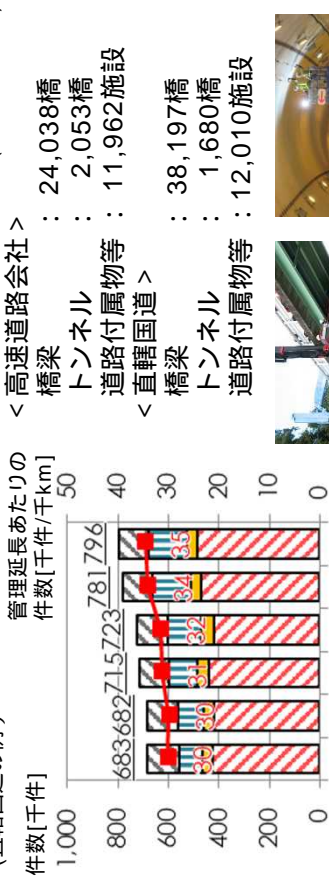 管理延長あたりの
件数[千件]
件数[千件/千km]
1,000
800
600
400
200
0
50
40
30
20
10
0
683
682
715
723
781
796
30
30
31
32
34
35
<高速道路会社>
橋梁 : 24,038橋
トンネル : 2,053橋
道路付属物等 : 11,962施設
<直轄国道>
橋梁 : 38,197橋
トンネル : 1,680橋
道路付属物等 : 12,010施設